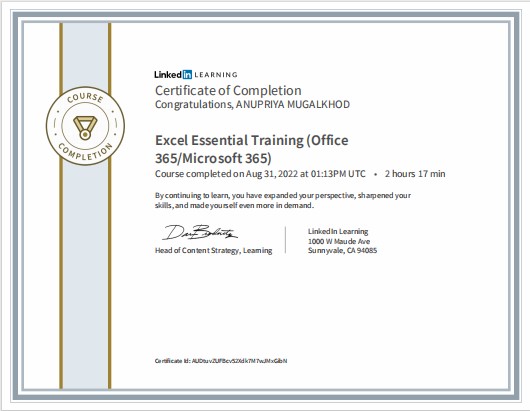 COURSE
COMPLETION
Linked in LEARNING
Certificate of Completion
Congratulations, ANUPRIYA MUGALKHOD
Excel Essential Training (Office
365/Microsoft 365)
Course completed on Aug 31, 2022 at 01:13PM UTC • 2 hours 17 min
By continuing to learn, you have expanded your perspective, sharpened your
skills, and made yourself even more in demand.
Head of Content Strategy, Learning
LinkedIn Learning
1000 W Maude Ave
Sunnyvale, CA 94085
Certificate Id: